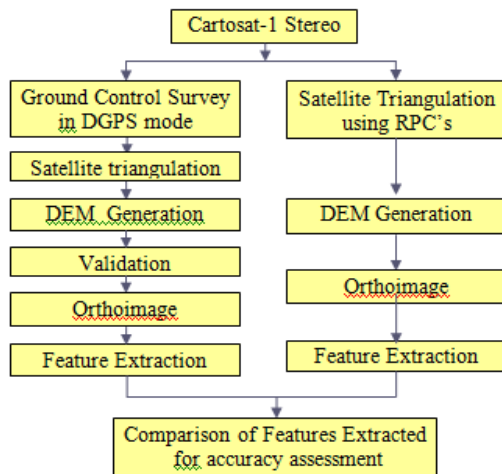 Cartosat-1 Stereo
Ground Control Survey
in DGPS mode
Satellite triangulation
DEM Generation
Validation
Orthoimage
Feature Extraction
Satellite Triangulation
using RPC's
DEM Generation
Orthoimage
Feature Extraction
Comparison of Features Extracted
for accuracy assessment